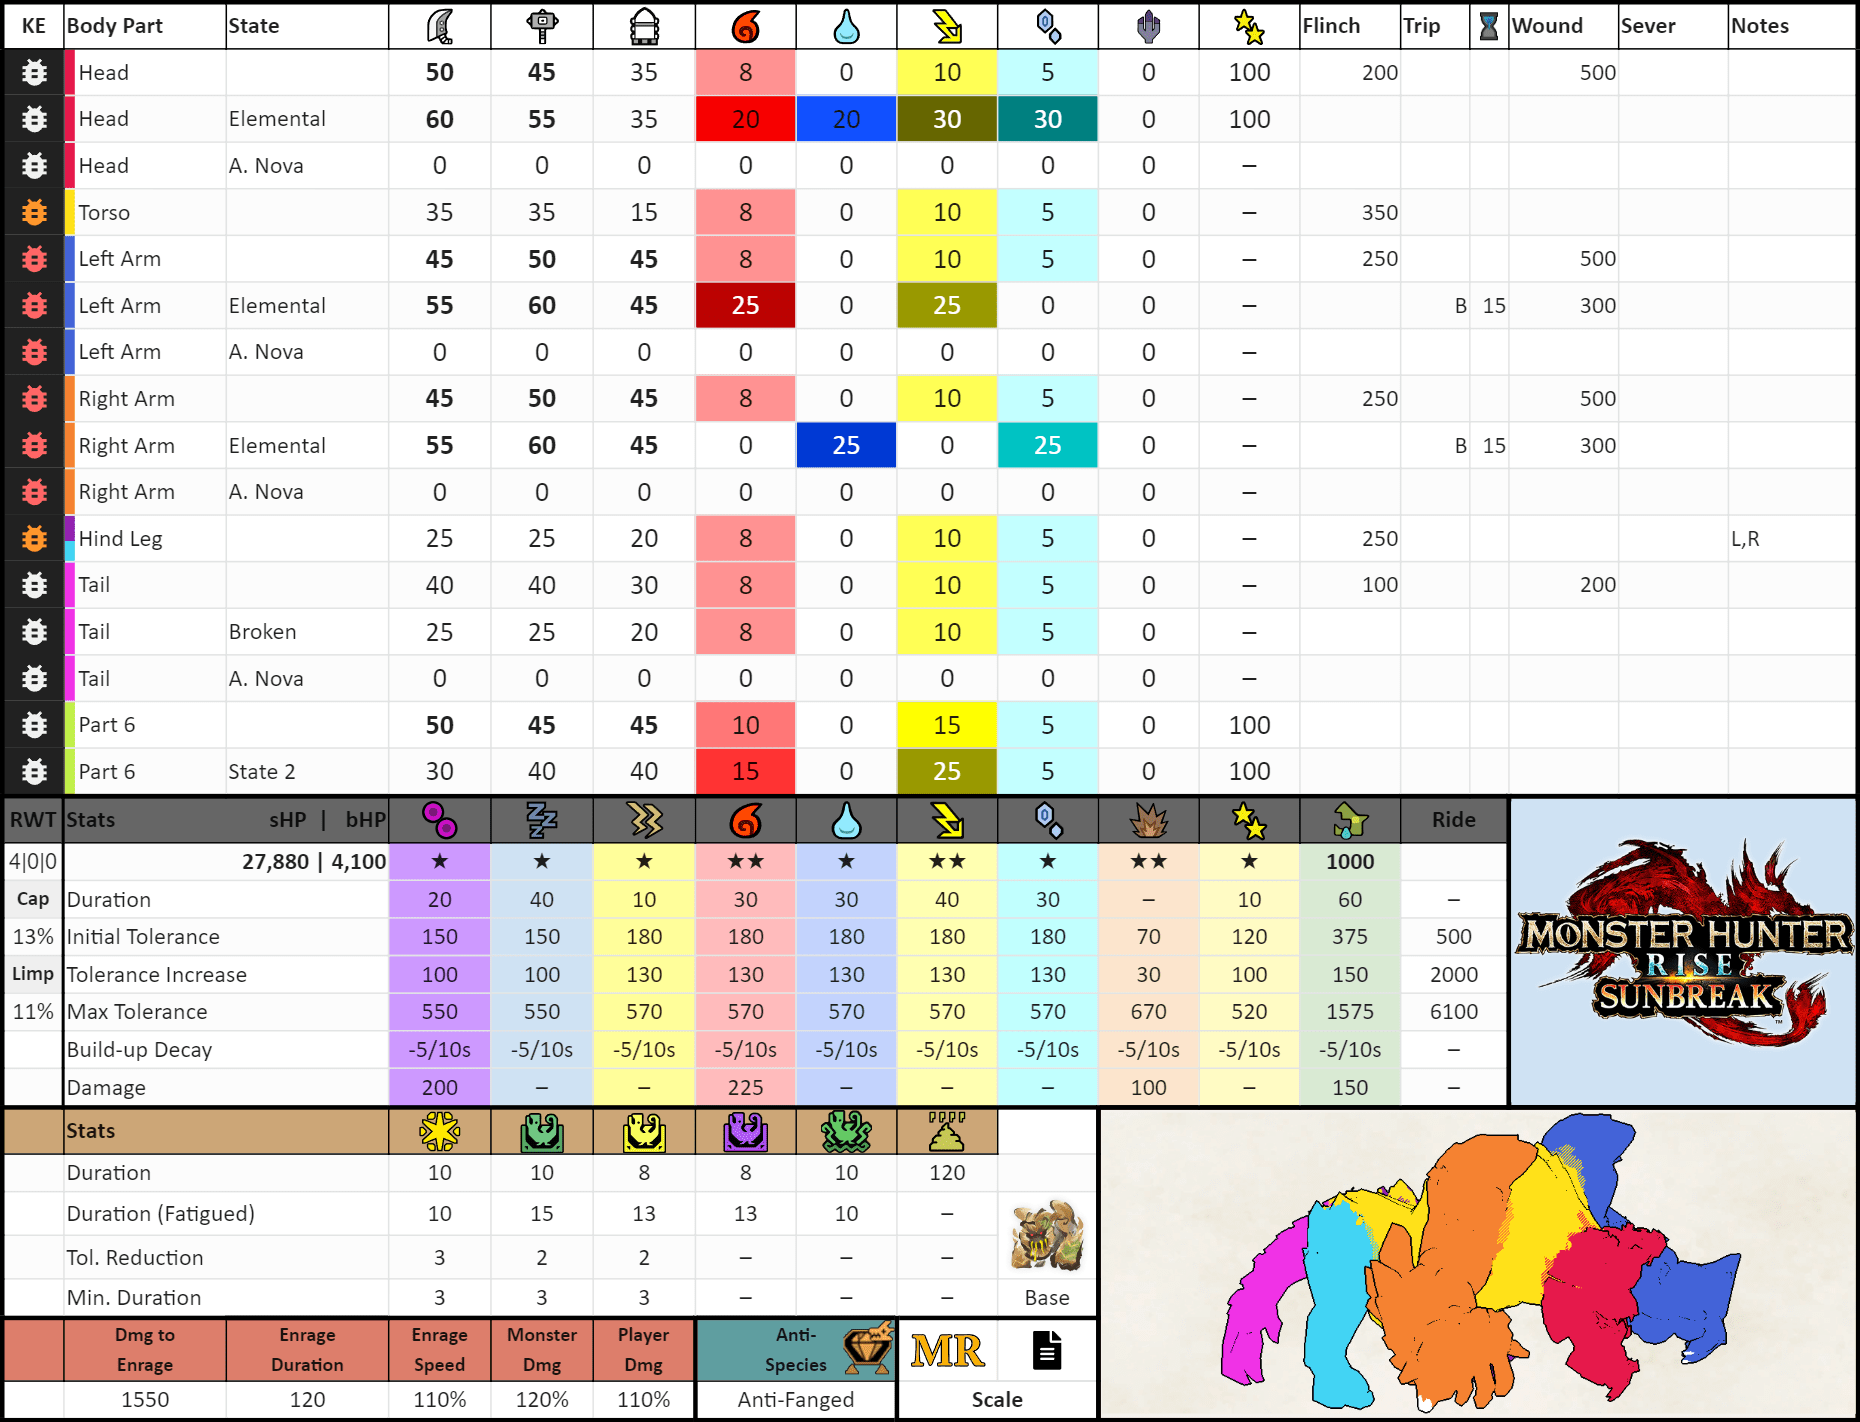 KE Body Part State Flinch Trip Wound Sever Notes
Head 50 45 35 8 0 10 5 0 100 200 500
Head Elemental 60 55 35 20 20 30 30 0 100
Head A. Nova 0 0 0 0 0 0 0 0 –
Torso 35 35 15 8 0 10 5 0 – 350
Left Arm 45 50 45 8 0 10 5 0 – 250 500
Left Arm Elemental 55 60 45 25 0 25 0 0 – B 15 300
Left Arm A. Nova 0 0 0 0 0 0 0 0 –
Right Arm 45 50 45 8 0 10 5 0 – 250 500
Right Arm Elemental 55 60 45 0 25 0 25 0 – B 15 300
Right Arm A. Nova 0 0 0 0 0 0 0 0 –
Hind Leg 25 25 20 8 0 10 5 0 – 250 L,R
Tail 40 40 30 8 0 10 5 0 – 100 200
Tail Broken 25 25 20 8 0 10 5 0 –
Tail A. Nova 0 0 0 0 0 0 0 0 –
Part 6 50 45 45 10 0 15 5 0 100
Part 6 State 2 30 40 40 15 0 25 5 0 100
RWT Stats sHP | bHP Ride
4|0|0 27,880 | 4,100 ★ ★ ★ ★★ ★ ★★ ★ ★★ ★ 1000
Cap Duration 20 40 10 30 30 40 30 – 10 60 –
13% Initial Tolerance 150 150 180 180 180 180 180 70 120 375 500
Limp Tolerance Increase 100 100 130 130 130 130 130 30 100 150 2000
11% Max Tolerance 550 550 570 570 570 570 570 670 520 1575 6100
Build-up Decay -5/10s -5/10s -5/10s -5/10s -5/10s -5/10s -5/10s -5/10s -5/10s -5/10s –
Damage 200 – – 225 – – – 100 – 150 –
MONSTER HUNTER
RISE
SUNBREAK
™
Stats
Duration 10 10 8 8 10 120
Duration (Fatigued) 10 15 13 13 10 –
Tol. Reduction 3 2 2 – – –
Min. Duration 3 3 3 – – – Base
Dmg to Enrage Enrage Monster Player Anti-
Enrage Duration Speed Dmg Dmg Species MR
1550 120 110% 120% 110% Anti-Fanged Scale